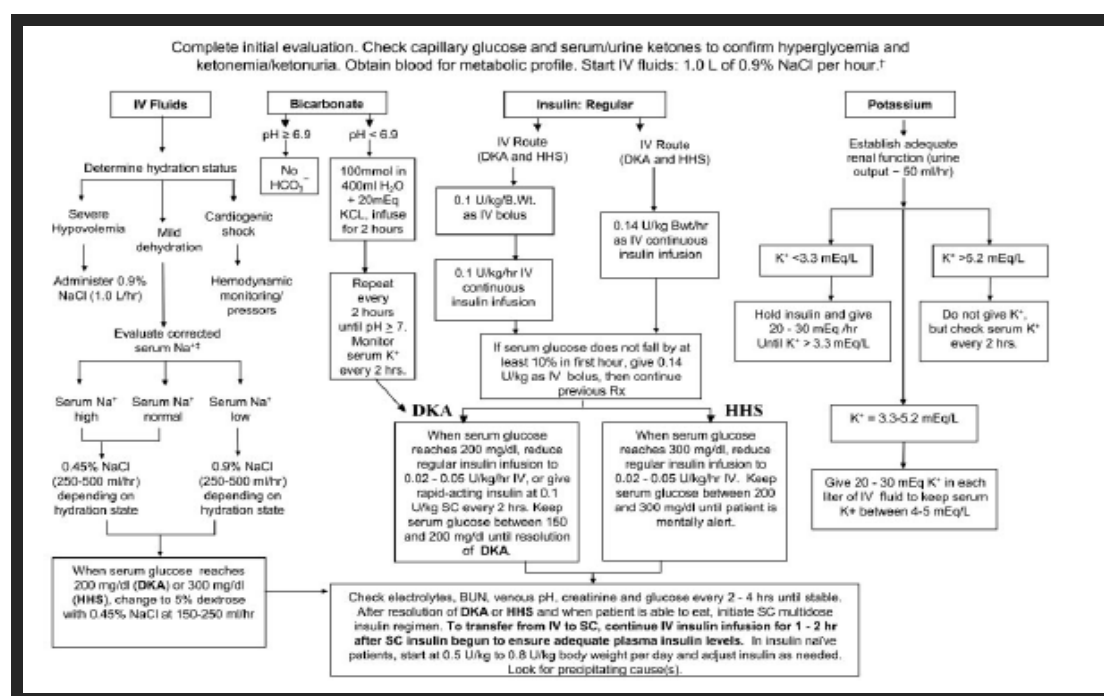 Complete initial evaluation. Check capillary glucose and serum/urine ketones to confirm hyperglycemia and
ketonemia/ketonuria. Obtain blood for metabolic profile. Start IV fluids: 1.0 L of 0.9% NaCl per hour.†
IV Fluids
Determine hydration status
Severe
Hypovolemia
Mild
dehydration
Cardiogenic
shock
Administer 0.9%
NaCl (1.0 L/hr)
Hemodynamic
monitoring/
pressors
Evaluate corrected
serum Na⁺‡
Serum Na⁺
high
Serum Na⁺
normal
Serum Na⁺
low
0.45% NaCl
(250-500 ml/hr)
depending on
hydration state
0.9% NaCl
(250-500 ml/hr)
depending on
hydration state
When serum glucose reaches
200 mg/dl (DKA) or 300 mg/dl
(HHS), change to 5% dextrose
with 0.45% NaCl at 150-250 ml/hr
Bicarbonate
pH ≥ 6.9
pH < 6.9
No
HCO₃⁻
100mmol in
400ml H₂O
+ 20mEq
KCL, infuse
for 2 hours
Repeat
every
2 hours
until pH ≥ 7.
Monitor
serum K⁺
every 2 hrs.
Insulin: Regular
IV Route
(DKA and HHS)
IV Route
(DKA and HHS)
0.1 U/kg/B.Wt.
as IV bolus
0.14 U/kg Bwt/hr
as IV continuous
insulin infusion
0.1 U/kg/hr IV
continuous
insulin infusion
If serum glucose does not fall by at
least 10% in first hour, give 0.14
U/kg as IV bolus, then continue
previous Rx
DKA
HHS
When serum glucose
reaches 200 mg/dl, reduce
regular insulin infusion to
0.02 - 0.05 U/kg/hr IV, or give
rapid-acting insulin at 0.1
U/kg SC every 2 hrs. Keep
serum glucose between 150
and 200 mg/dl until resolution
of DKA.
When serum glucose
reaches 300 mg/dl, reduce
regular insulin infusion to
0.02 - 0.05 U/kg/hr IV. Keep
serum glucose between 200
and 300 mg/dl until patient is
mentally alert.
Potassium
Establish adequate
renal function (urine
output ~ 50 ml/hr)
K⁺ <3.3 mEq/L
K⁺ >5.2 mEq/L
Hold insulin and give
20 - 30 mEq /hr
Until K⁺ > 3.3 mEq/L
Do not give K⁺,
but check serum K⁺
every 2 hrs.
K⁺ = 3.3-5.2 mEq/L
Give 20 - 30 mEq K⁺ in each
liter of IV fluid to keep serum
K+ between 4-5 mEq/L
Check electrolytes, BUN, venous pH, creatinine and glucose every 2 - 4 hrs until stable.
After resolution of DKA or HHS and when patient is able to eat, initiate SC multidose
insulin regimen. To transfer from IV to SC, continue IV insulin infusion for 1 - 2 hr
after SC insulin begun to ensure adequate plasma insulin levels. In insulin naïve
patients, start at 0.5 U/kg to 0.8 U/kg body weight per day and adjust insulin as needed.
Look for precipitating cause(s).